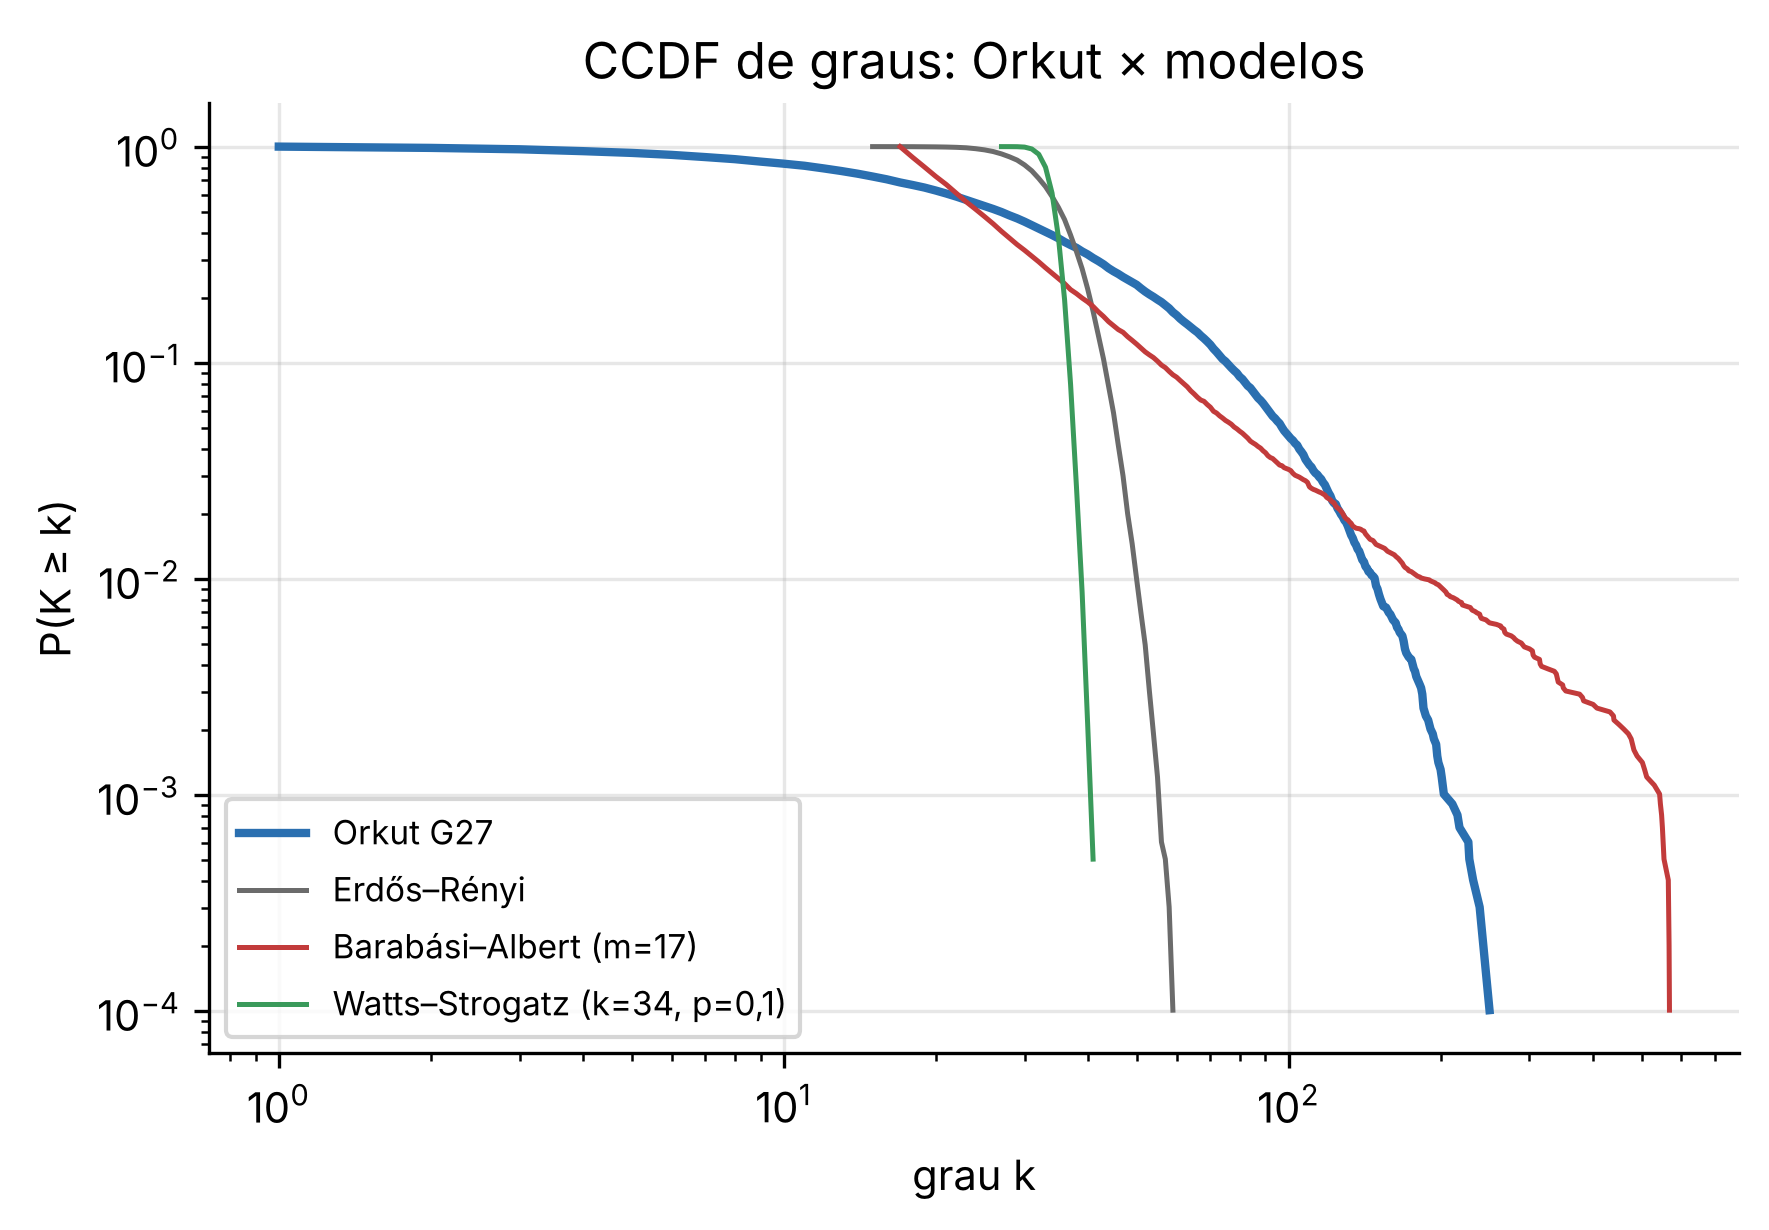 CCDF de graus: Orkut × modelos
P(K ≥ k)
10⁰
10⁻¹
10⁻²
10⁻³
10⁻⁴
Orkut G27
Erdős–Rényi
Barabási–Albert (m=17)
Watts–Strogatz (k=34, p=0,1)
10⁰ 10¹ 10²
grau k